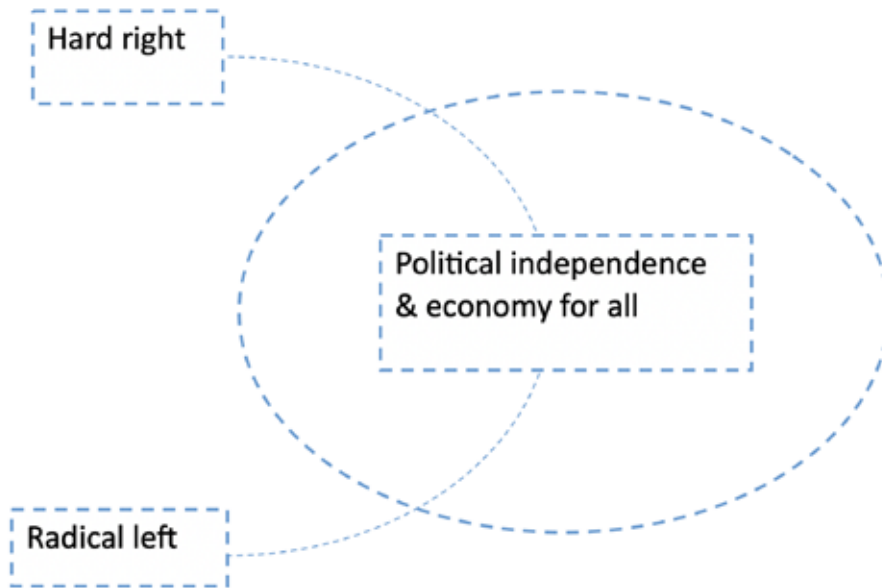 Hard right
Political independence
& economy for all
Radical left